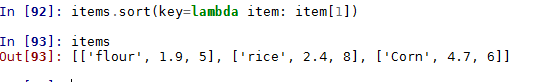 In [92]: items.sort(key=lambda item: item[1])
In [93]: items
Out[93]: [['flour', 1.9, 5], ['rice', 2.4, 8], ['Corn', 4.7, 6]]